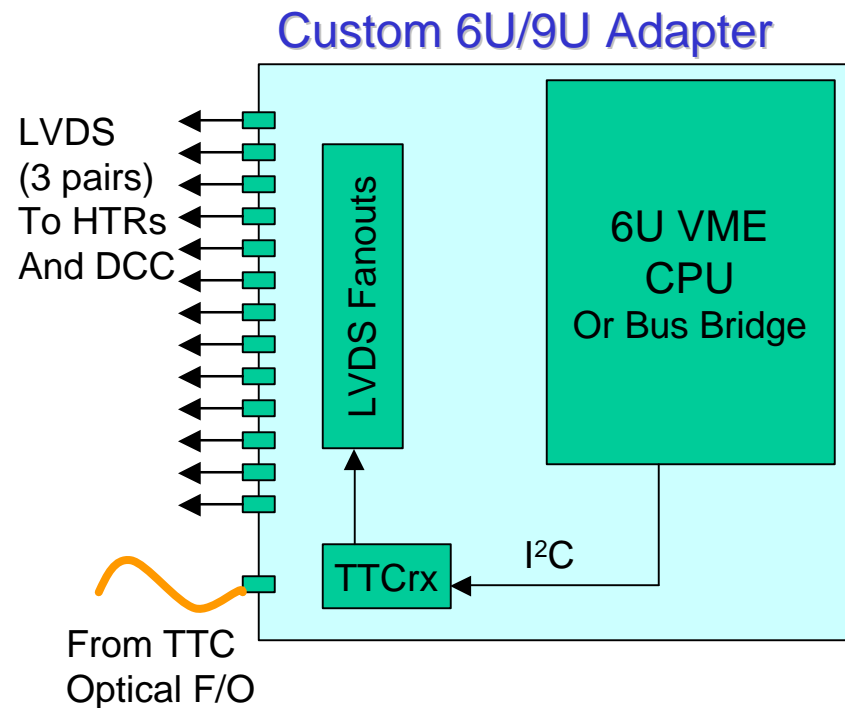 Custom 6U/9U Adapter
LVDS
(3 pairs)
To HTRs
And DCC
LVDS Fanouts
6U VME
CPU
Or Bus Bridge
I²C
TTCrx
From TTC
Optical F/O